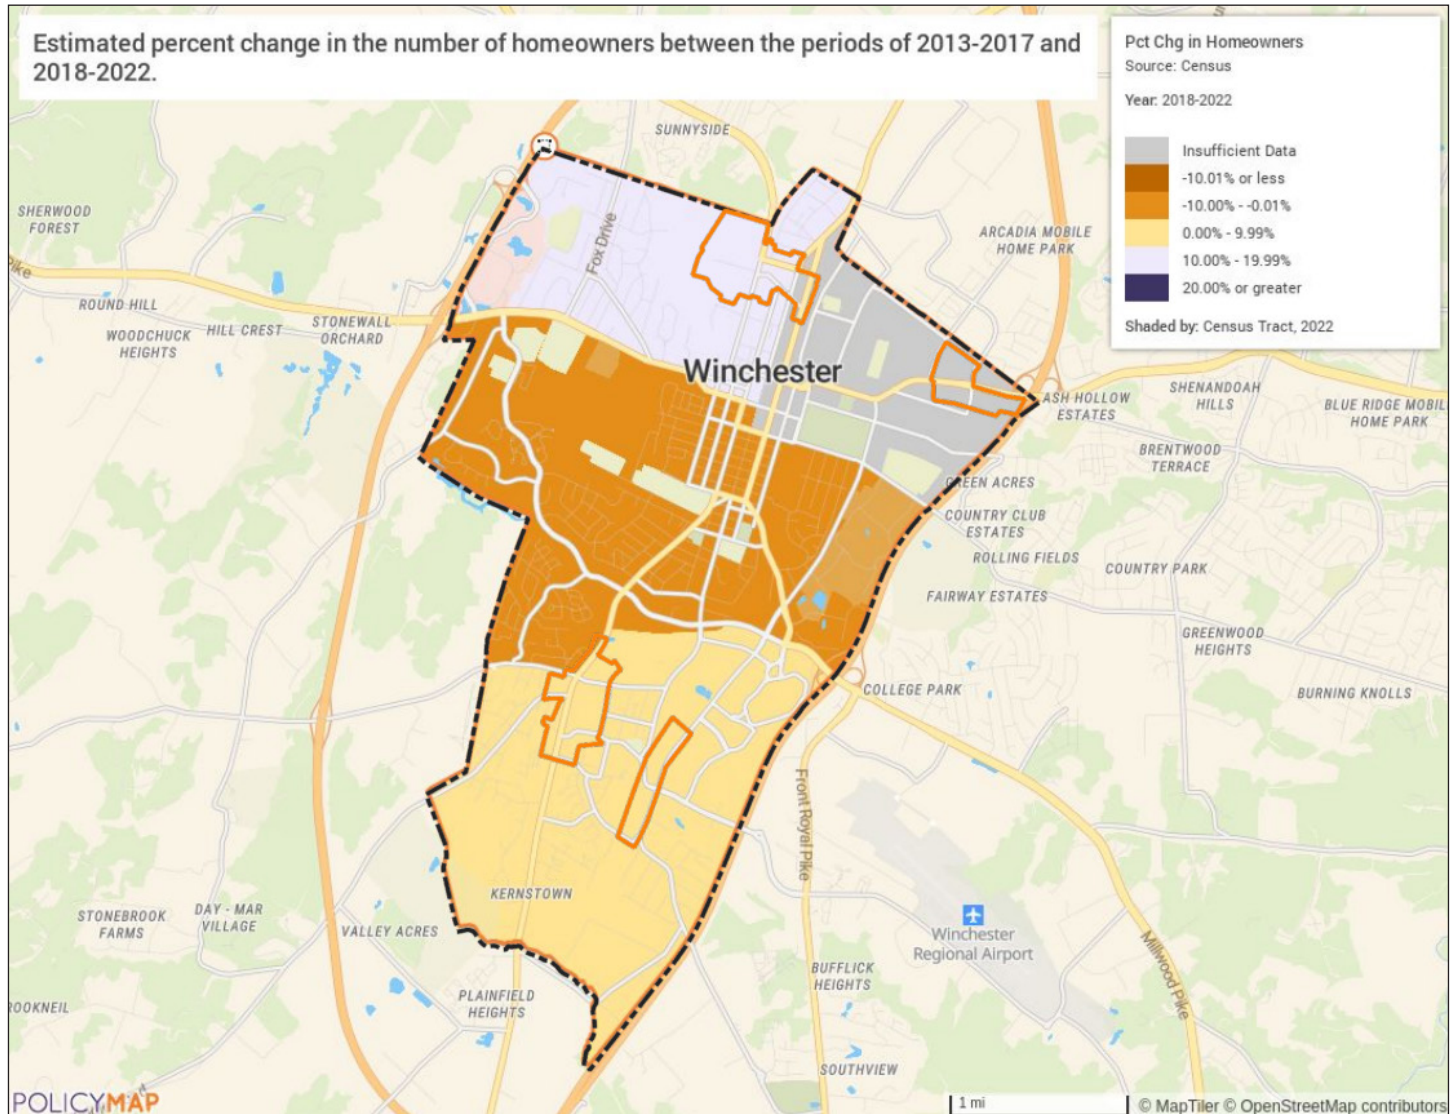 Estimated percent change in the number of homeowners between the periods of 2013-2017 and
2018-2022.
Pct Chg in Homeowners
Source: Census
Year: 2018-2022
Insufficient Data
-10.01% or less
-10.00% - -0.01%
0.00% - 9.99%
10.00% - 19.99%
20.00% or greater
Shaded by: Census Tract, 2022
SUNNYSIDE
SHERWOOD
FOREST
Fox Drive
ARCADIA MOBILE
HOME PARK
Pike
ROUND HILL
WOODCHUCK
HEIGHTS
HILL CREST
STONEWALL
ORCHARD
Winchester
ASH HOLLOW
ESTATES
SHENANDOAH
HILLS
BLUE RIDGE MOBIL
HOME PARK
BRENTWOOD
TERRACE
GREEN ACRES
COUNTRY CLUB
ESTATES
ROLLING FIELDS
COUNTRY PARK
FAIRWAY ESTATES
GREENWOOD
HEIGHTS
COLLEGE PARK
BURNING KNOLLS
Front Royal Pike
KERNSTOWN
STONEBROOK
FARMS
DAY - MAR
VILLAGE
VALLEY ACRES
Winchester
Regional Airport
Millwood Pike
BUFFLICK
HEIGHTS
ROOKNEIL
PLAINFIELD
HEIGHTS
SOUTHVIEW
POLICYMAP
1 mi
© MapTiler © OpenStreetMap contributors